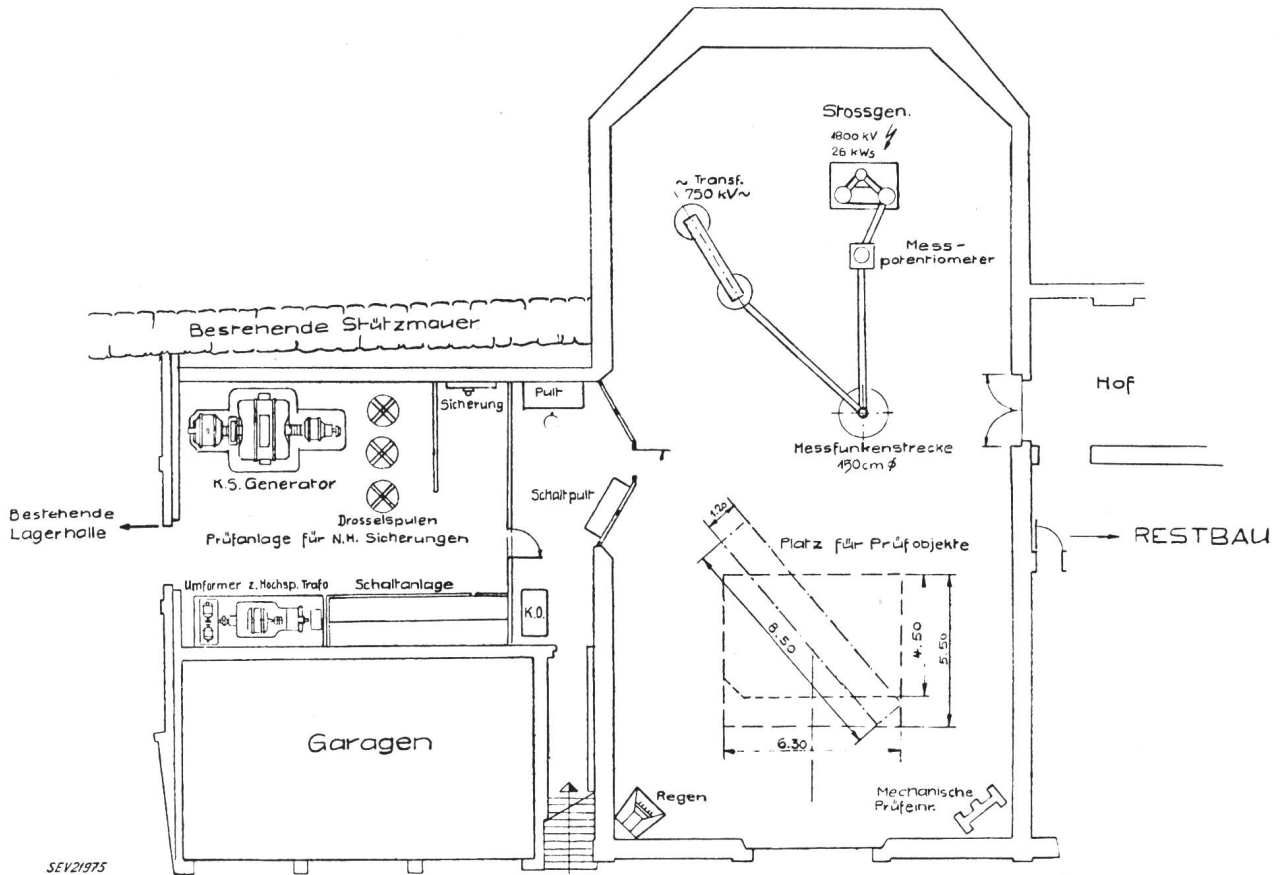 Stossgen.
1800 kV
26 kWs
~ Transf.
750 kV~
Mess-
potentiometer
Bestehende Stützmauer
Hof
Sicherung
Pult
Messfunkenstrecke
150cm ϕ
K.S. Generator
Schaltpult
Drosselspulen
Bestehende
Lagerhalle
Prüfanlage für N.H. Sicherungen
1.20
Platz für Prüfobjekte
RESTBAU
Umformer z. Hochsp. Trafo
Schaltanlage
K.O.
8.50
4.50
5.50
Garagen
6.30
Regen
Mechanische
Prüfeinr.
SEV21975